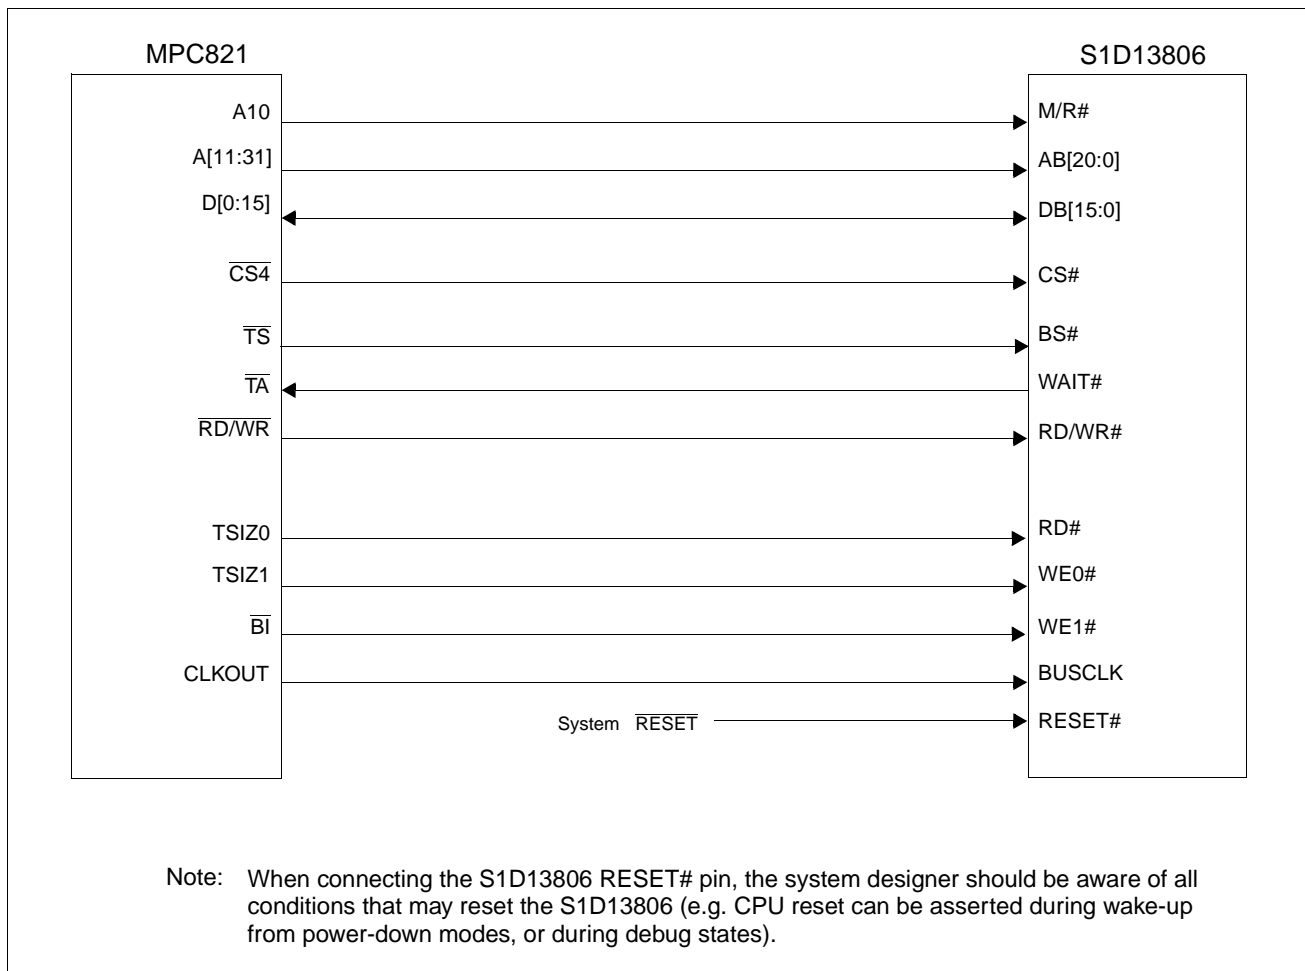 MPC821 S1D13806
A10 M/R#
A[11:31] AB[20:0]
D[0:15] DB[15:0]
CS4 CS#
TS BS#
TA WAIT#
RD/WR RD/WR#
TSIZ0 RD#
TSIZ1 WE0#
BI WE1#
CLKOUT BUSCLK
System RESET RESET#
Note: When connecting the S1D13806 RESET# pin, the system designer should be aware of all
conditions that may reset the S1D13806 (e.g. CPU reset can be asserted during wake-up
from power-down modes, or during debug states).